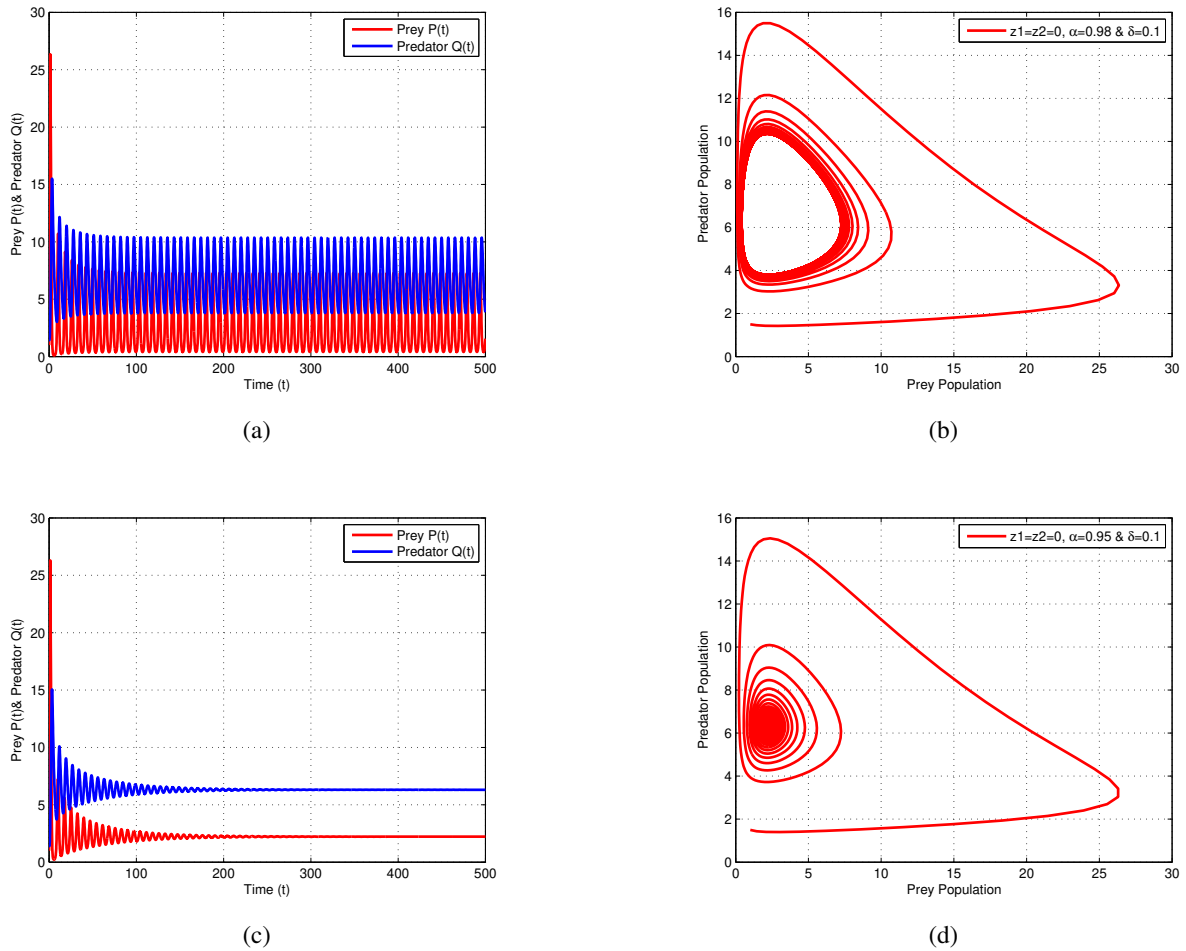 30
25
20
15
10
5
0
Prey P(t)& Predator Q(t)
Prey P(t)
Predator Q(t)
0 100 200 300 400 500
Time (t)
(a)
16
14
12
10
8
6
4
2
0
Predator Population
z1=z2=0, α=0.98 & δ=0.1
0 5 10 15 20 25 30
Prey Population
(b)
30
25
20
15
10
5
0
Prey P(t)& Predator Q(t)
Prey P(t)
Predator Q(t)
0 100 200 300 400 500
Time (t)
(c)
16
14
12
10
8
6
4
2
0
Predator Population
z1=z2=0, α=0.95 & δ=0.1
0 5 10 15 20 25 30
Prey Population
(d)